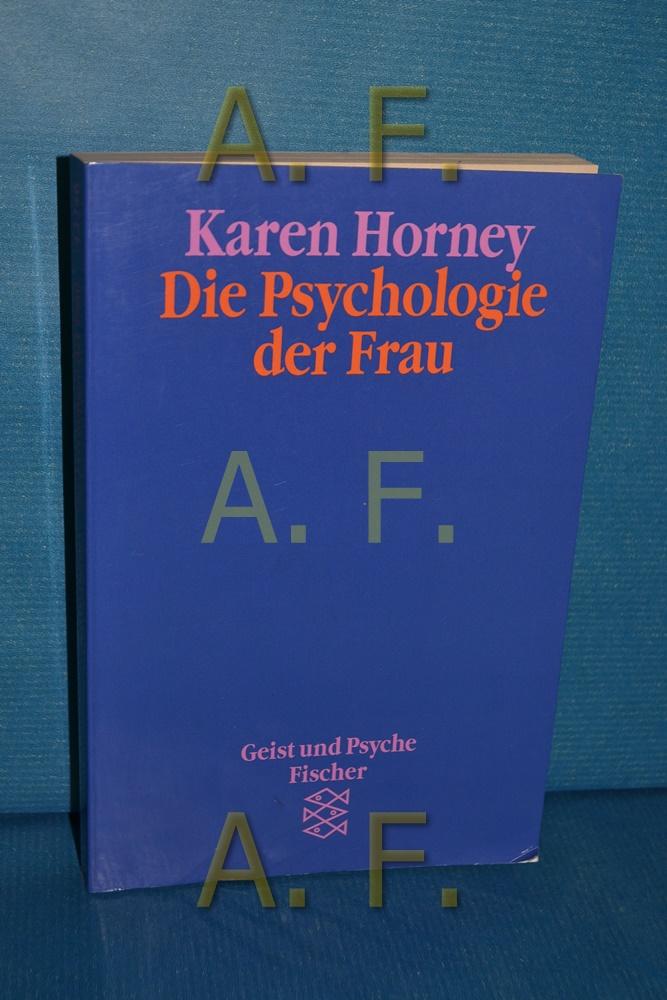 A. F.
Karen Horney
Die Psychologie
der Frau
A. F.
Geist und Psyche
Fischer
A. F.